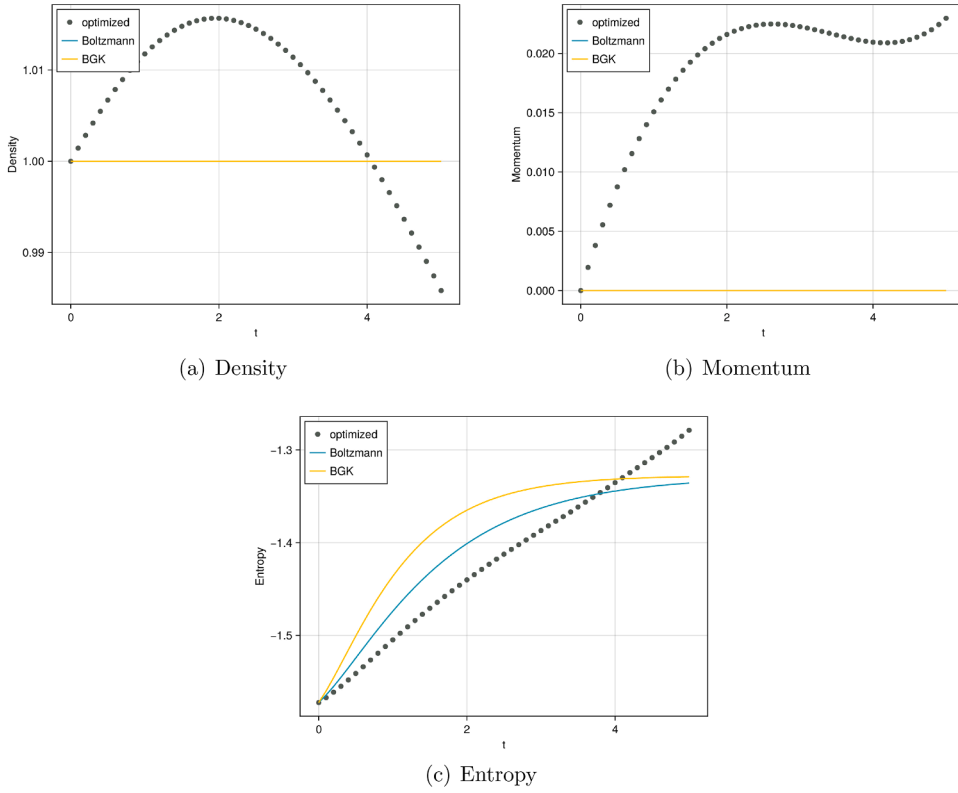 optimized
Boltzmann
BGK
1.01
1.00
0.99
Density
0 2 4
t
(a) Density
optimized
Boltzmann
BGK
0.020
0.015
0.010
0.005
0.000
Momentum
0 2 4
t
(b) Momentum
optimized
Boltzmann
BGK
−1.3
−1.4
−1.5
Entropy
0 2 4
t
(c) Entropy